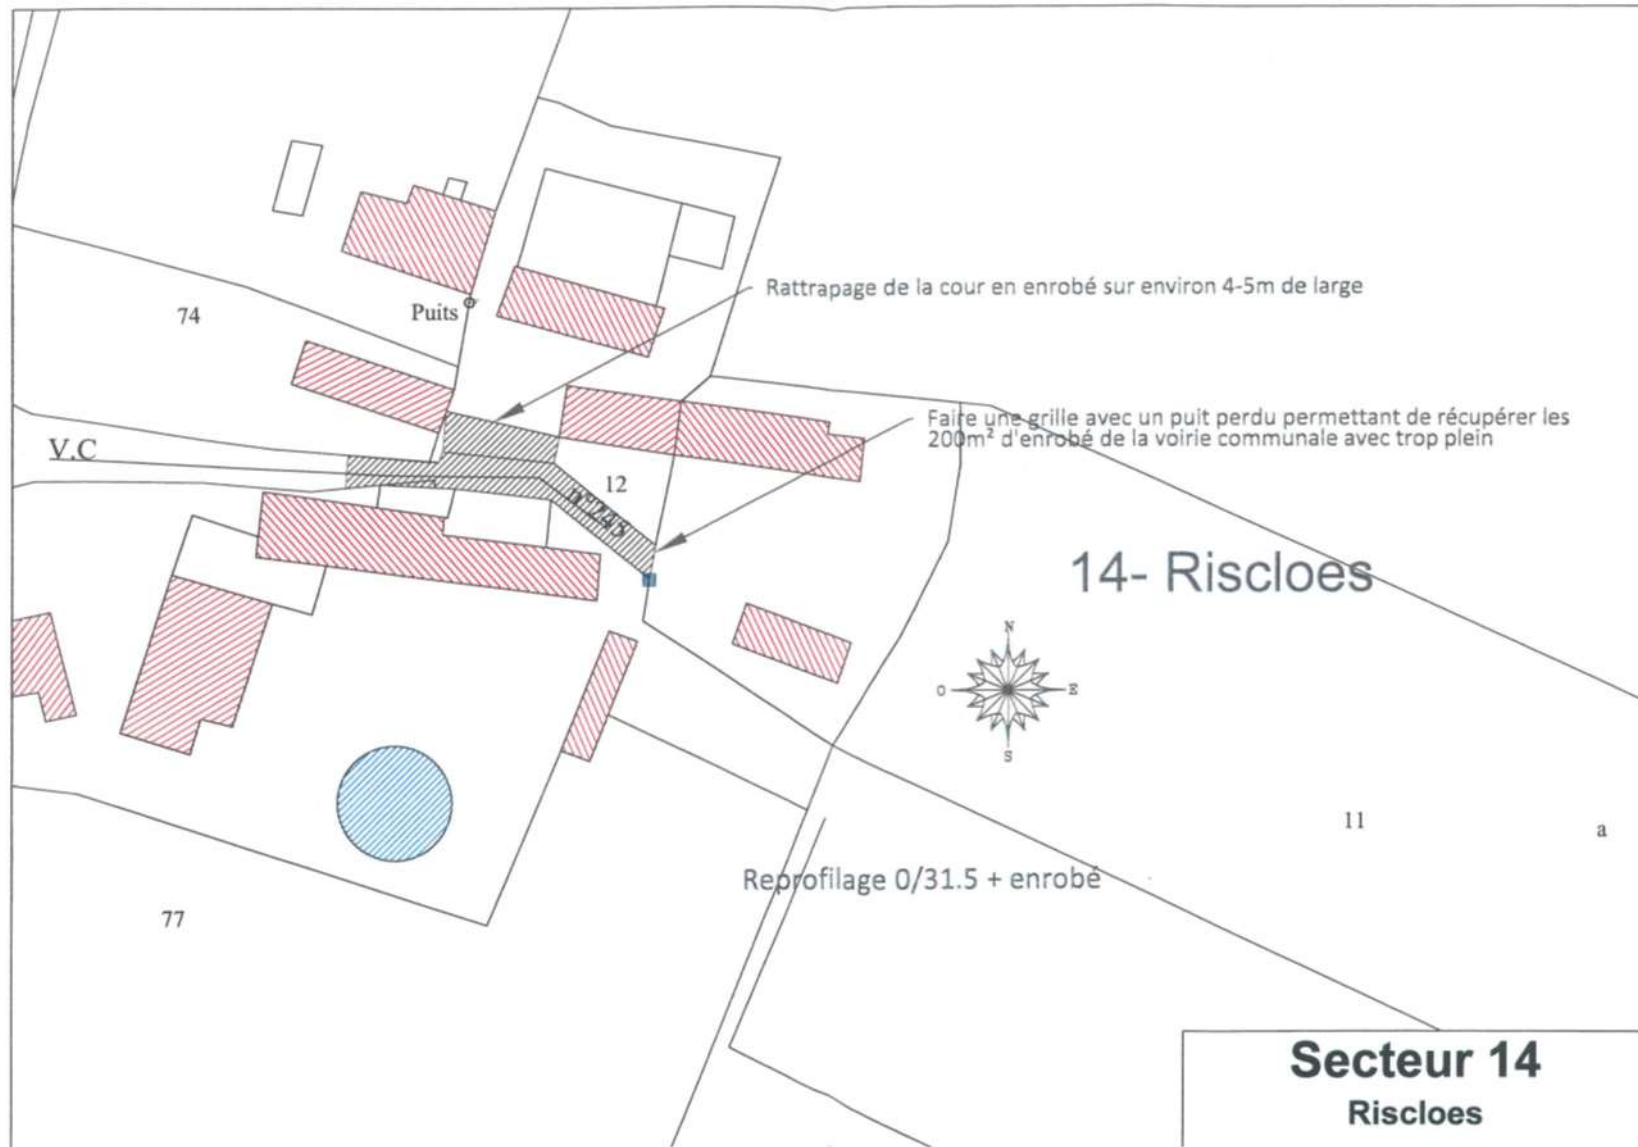 Rattrapage de la cour en enrobé sur environ 4-5m de large
74
Puits
Faire une grille avec un puit perdu permettant de récupérer les
200m² d'enrobé de la voirie communale avec trop plein
V.C
12
n°245
14- Riscloes
N
O
E
S
11
a
Reprofilage 0/31.5 + enrobé
77
Secteur 14
Riscloes